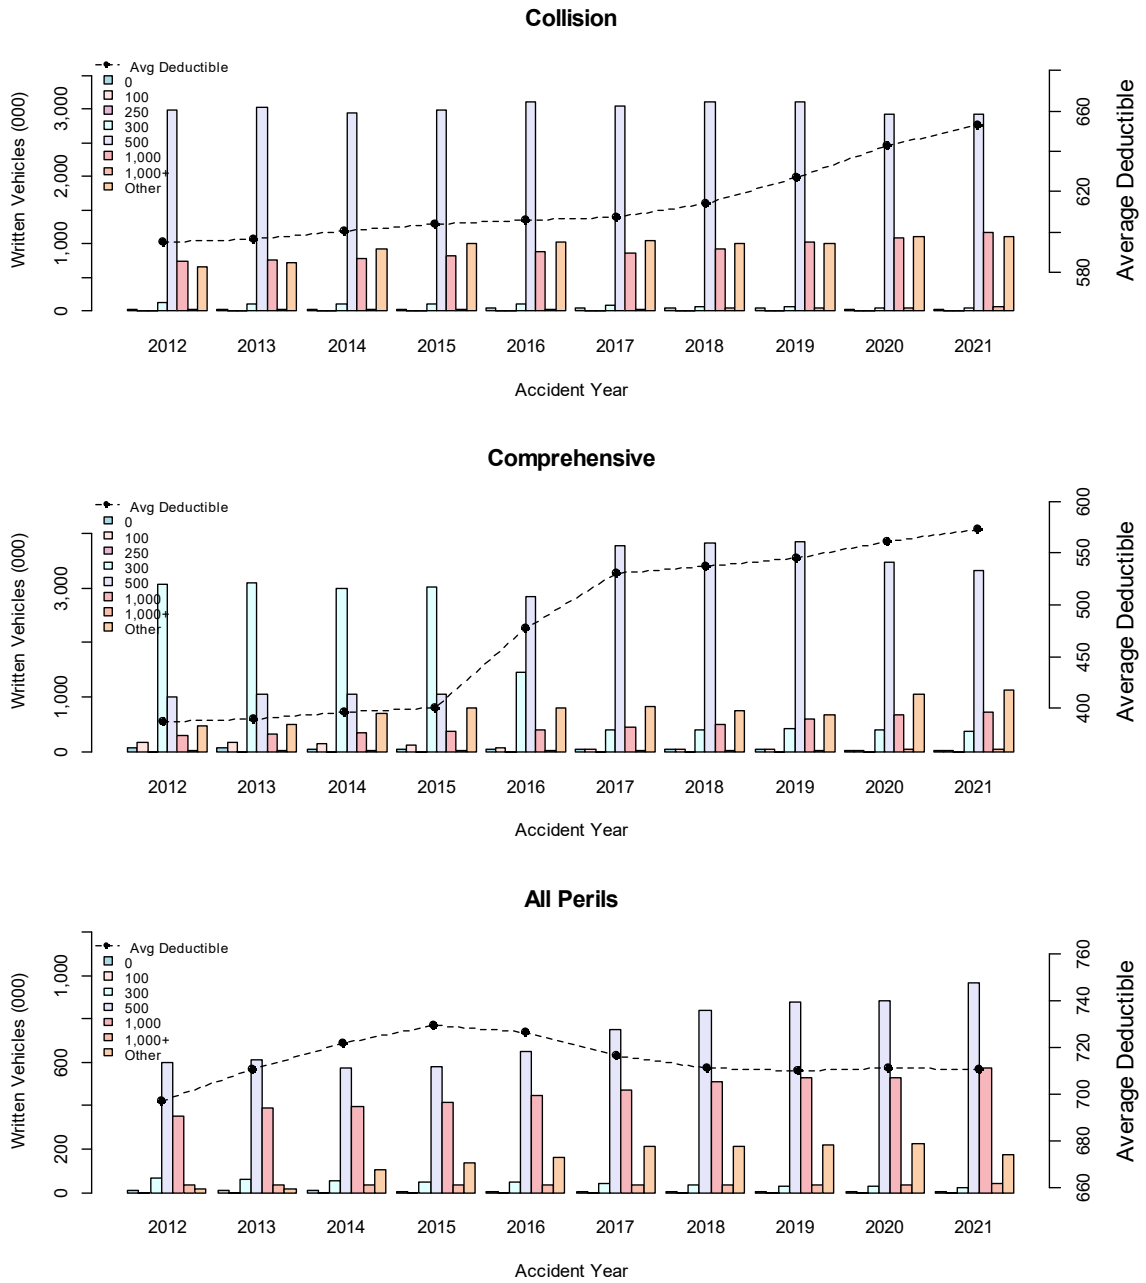 Collision
Avg Deductible
0
100
250
300
500
1,000
1,000+
Other
Written Vehicles (000)
0
1,000
2,000
3,000
580
620
660
Average Deductible
2012 2013 2014 2015 2016 2017 2018 2019 2020 2021
Accident Year
Comprehensive
Avg Deductible
0
100
250
300
500
1,000
1,000+
Other
Written Vehicles (000)
0
1,000
3,000
400
450
500
550
600
Average Deductible
2012 2013 2014 2015 2016 2017 2018 2019 2020 2021
Accident Year
All Perils
Avg Deductible
0
100
300
500
1,000
1,000+
Other
Written Vehicles (000)
0
200
600
1,000
660
680
700
720
740
760
Average Deductible
2012 2013 2014 2015 2016 2017 2018 2019 2020 2021
Accident Year